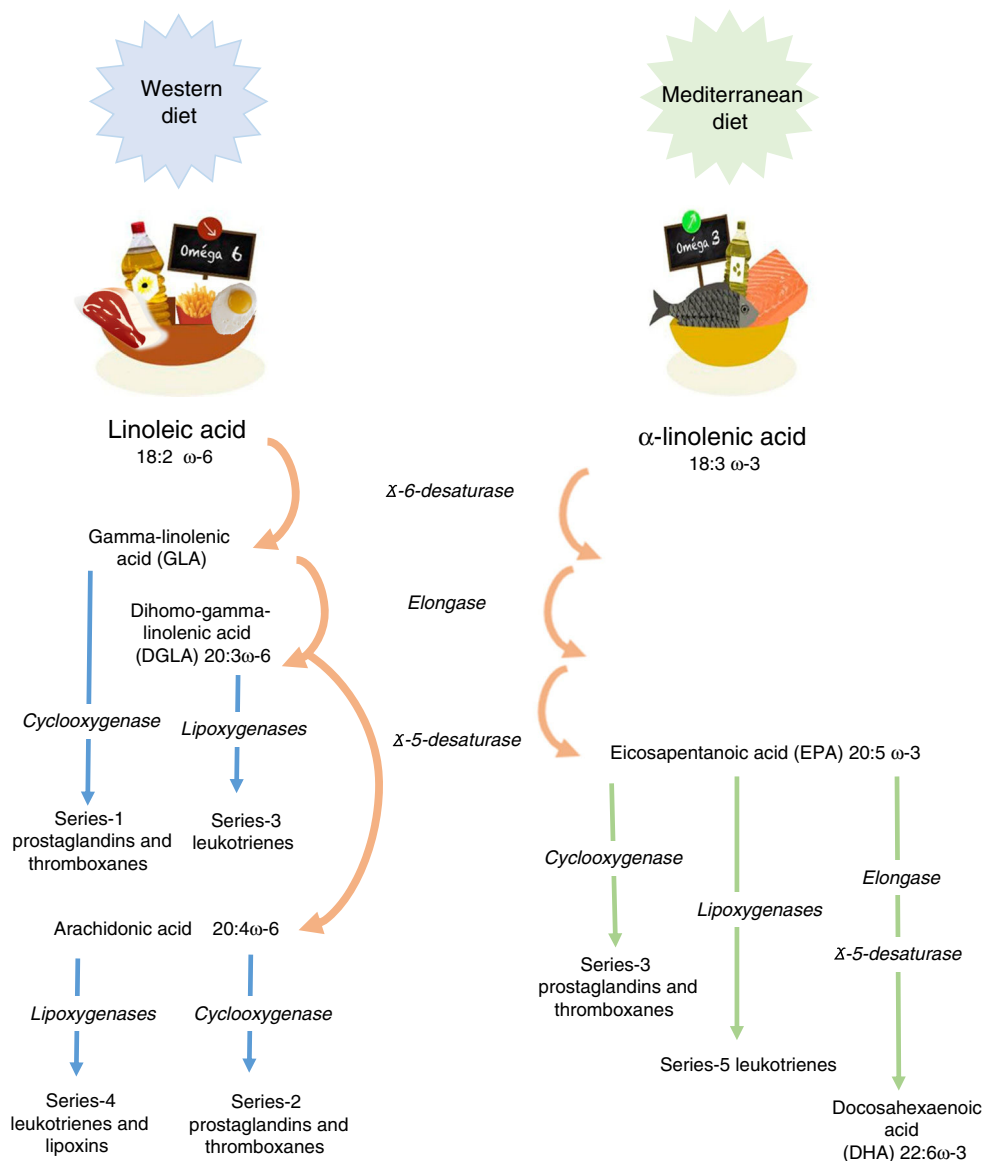 Western
diet
Mediterranean
diet
Oméga 6
Oméga 3
Linoleic acid
18:2 ω-6
α-linolenic acid
18:3 ω-3
Ɣ-6-desaturase
Gamma-linolenic
acid (GLA)
Elongase
Dihomo-gamma-
linolenic acid
(DGLA) 20:3ω-6
Cyclooxygenase
Lipoxygenases
Ɣ-5-desaturase
Eicosapentanoic acid (EPA) 20:5 ω-3
Series-1
prostaglandins and
thromboxanes
Series-3
leukotrienes
Cyclooxygenase
Lipoxygenases
Elongase
Ɣ-5-desaturase
Arachidonic acid 20:4ω-6
Series-3
prostaglandins and
thromboxanes
Lipoxygenases
Cyclooxygenase
Series-5 leukotrienes
Series-4
leukotrienes and
lipoxins
Series-2
prostaglandins and
thromboxanes
Docosahexaenoic
acid
(DHA) 22:6ω-3